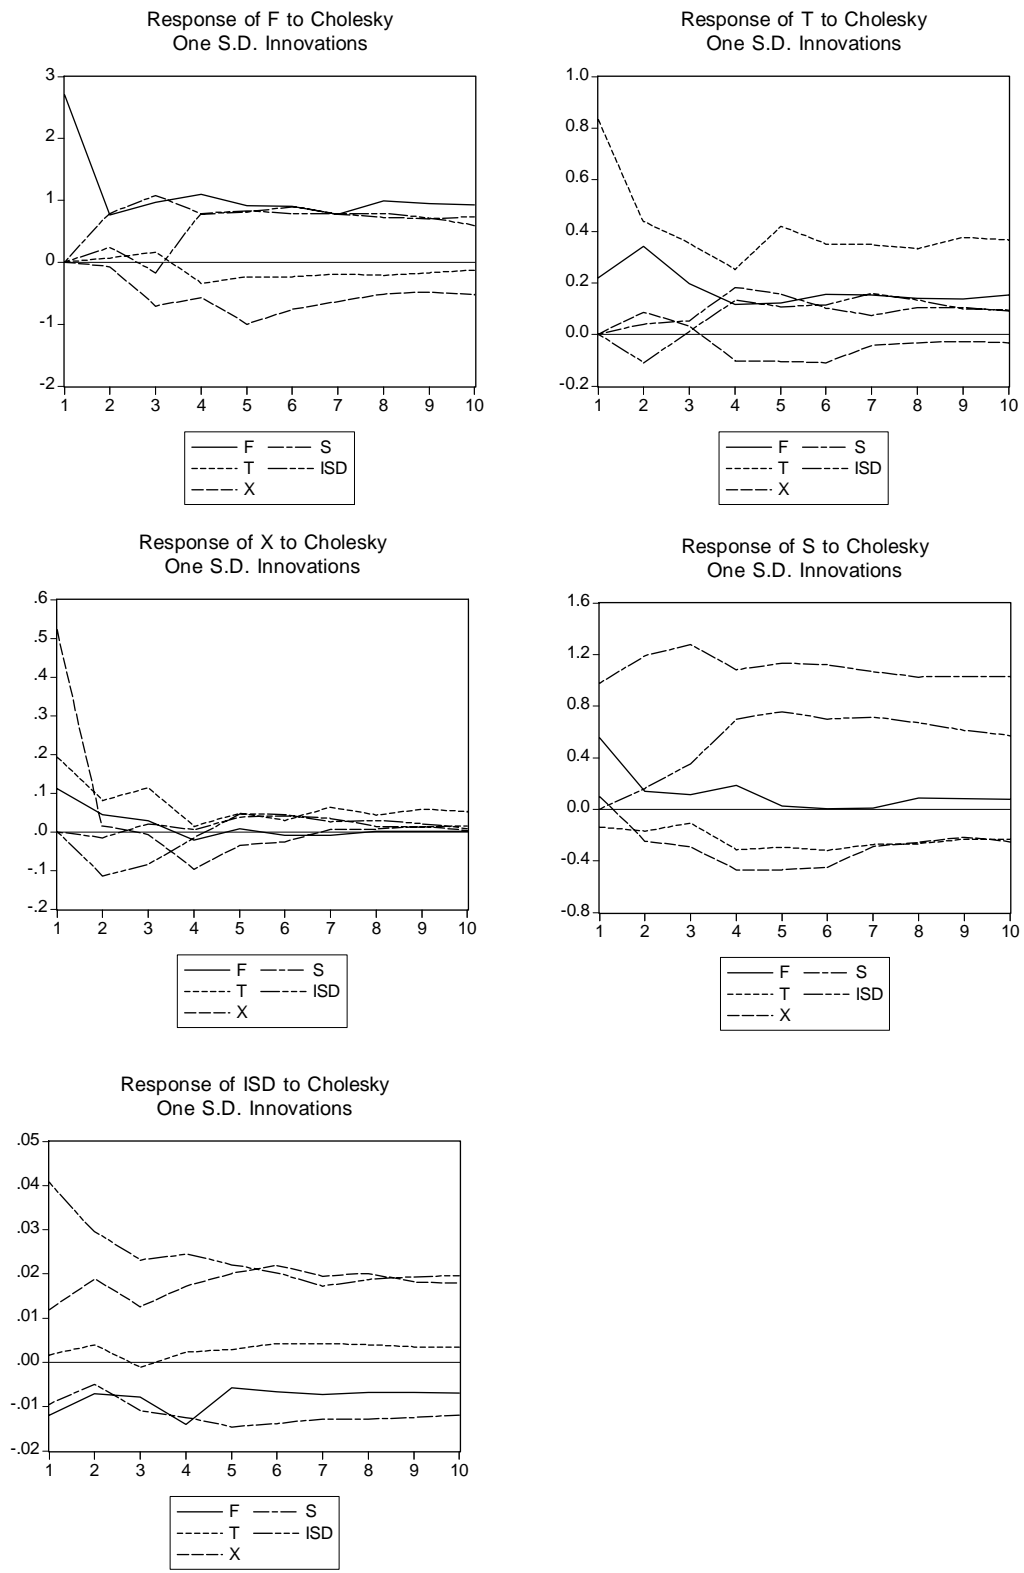 Response of F to Cholesky
One S.D. Innovations
3
2
1
0
-1
-2
1 2 3 4 5 6 7 8 9 10
F S
T ISD
X
Response of T to Cholesky
One S.D. Innovations
1.0
0.8
0.6
0.4
0.2
0.0
-0.2
1 2 3 4 5 6 7 8 9 10
F S
T ISD
X
Response of X to Cholesky
One S.D. Innovations
.6
.5
.4
.3
.2
.1
.0
-.1
-.2
1 2 3 4 5 6 7 8 9 10
F S
T ISD
X
Response of S to Cholesky
One S.D. Innovations
1.6
1.2
0.8
0.4
0.0
-0.4
-0.8
1 2 3 4 5 6 7 8 9 10
F S
T ISD
X
Response of ISD to Cholesky
One S.D. Innovations
.05
.04
.03
.02
.01
.00
-.01
-.02
1 2 3 4 5 6 7 8 9 10
F S
T ISD
X